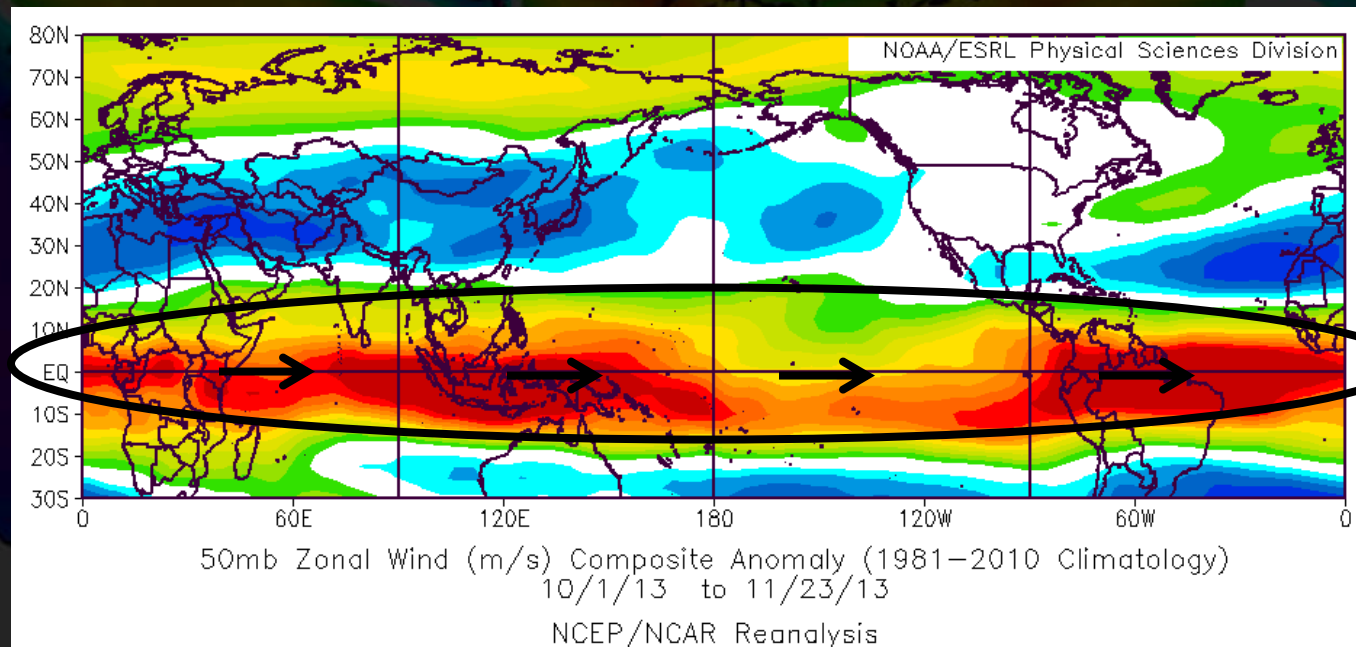 NOAA/ESRL Physical Sciences Division
80N
70N
60N
50N
40N
30N
20N
10N
EQ
10S
20S
30S
0 60E 120E 180 120W 60W 0
50mb Zonal Wind (m/s) Composite Anomaly (1981-2010 Climatology)
10/1/13 to 11/23/13
NCEP/NCAR Reanalysis